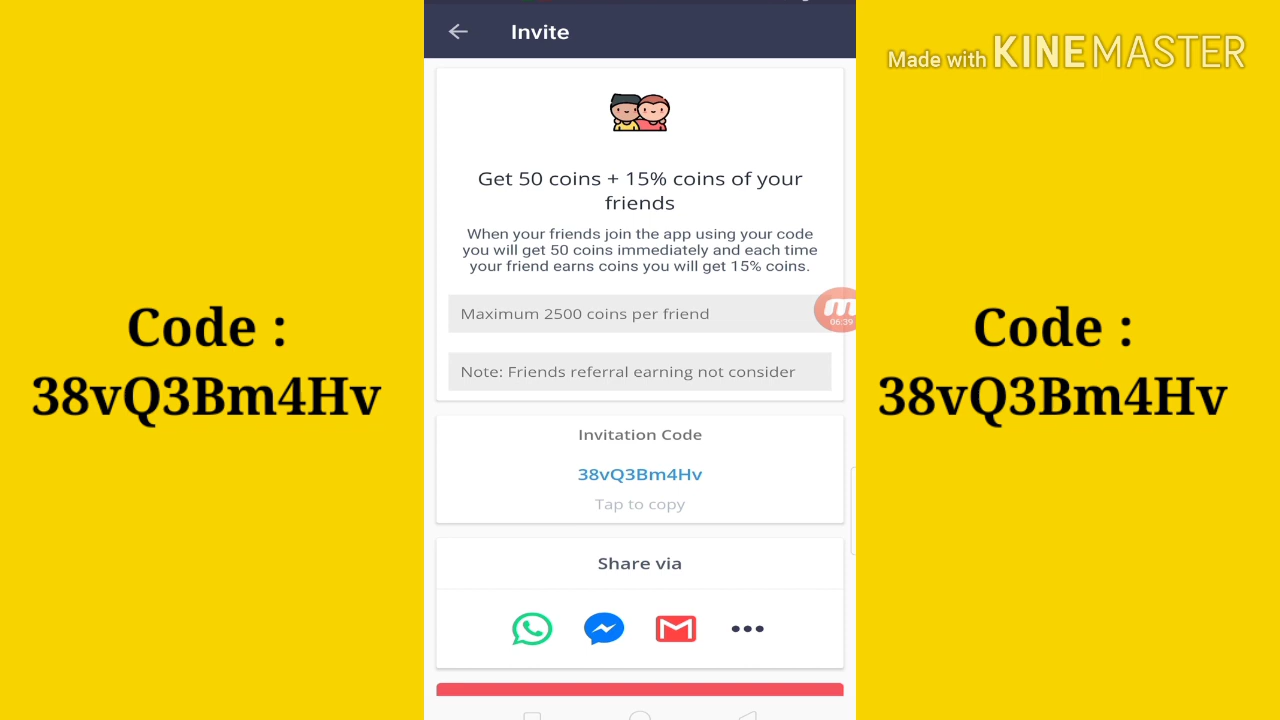 Invite
Made with KINEMASTER
Get 50 coins + 15% coins of your
friends
When your friends join the app using your code
you will get 50 coins immediately and each time
your friend earns coins you will get 15% coins.
Maximum 2500 coins per friend
06:39
Note: Friends referral earning not consider
Code :
38vQ3Bm4Hv
Invitation Code
38vQ3Bm4Hv
Tap to copy
Share via
Code :
38vQ3Bm4Hv